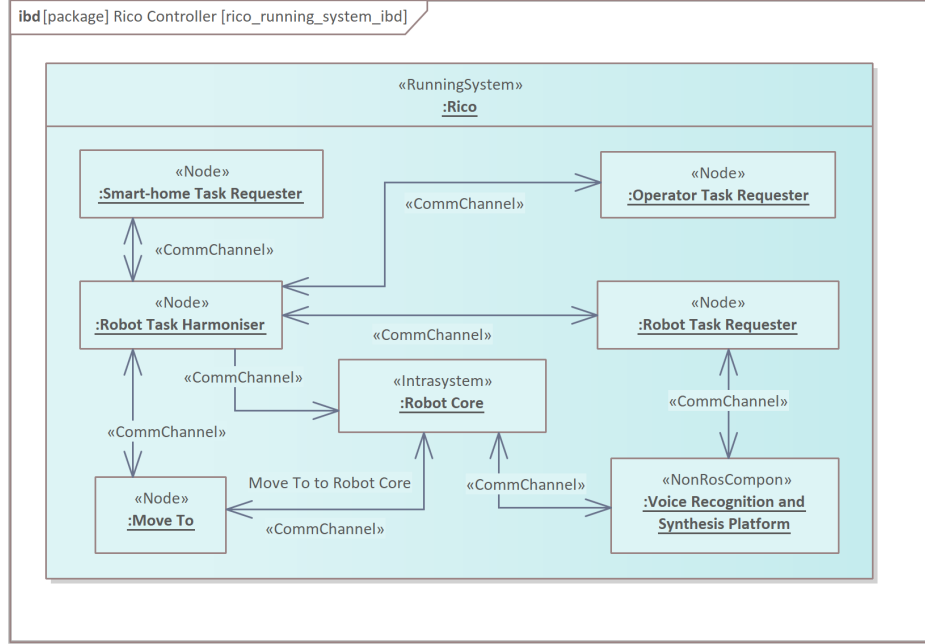 ibd [package] Rico Controller [rico_running_system_ibd]
«RunningSystem»
:Rico
«Node»
:Smart-home Task Requester
«Node»
:Operator Task Requester
«CommChannel»
«CommChannel»
«Node»
:Robot Task Harmoniser
«Node»
:Robot Task Requester
«CommChannel»
«CommChannel»
«Intrasystem»
:Robot Core
«CommChannel»
«CommChannel»
Move To to Robot Core
«CommChannel»
«CommChannel»
«Node»
:Move To
«NonRosCompon»
:Voice Recognition and
Synthesis Platform